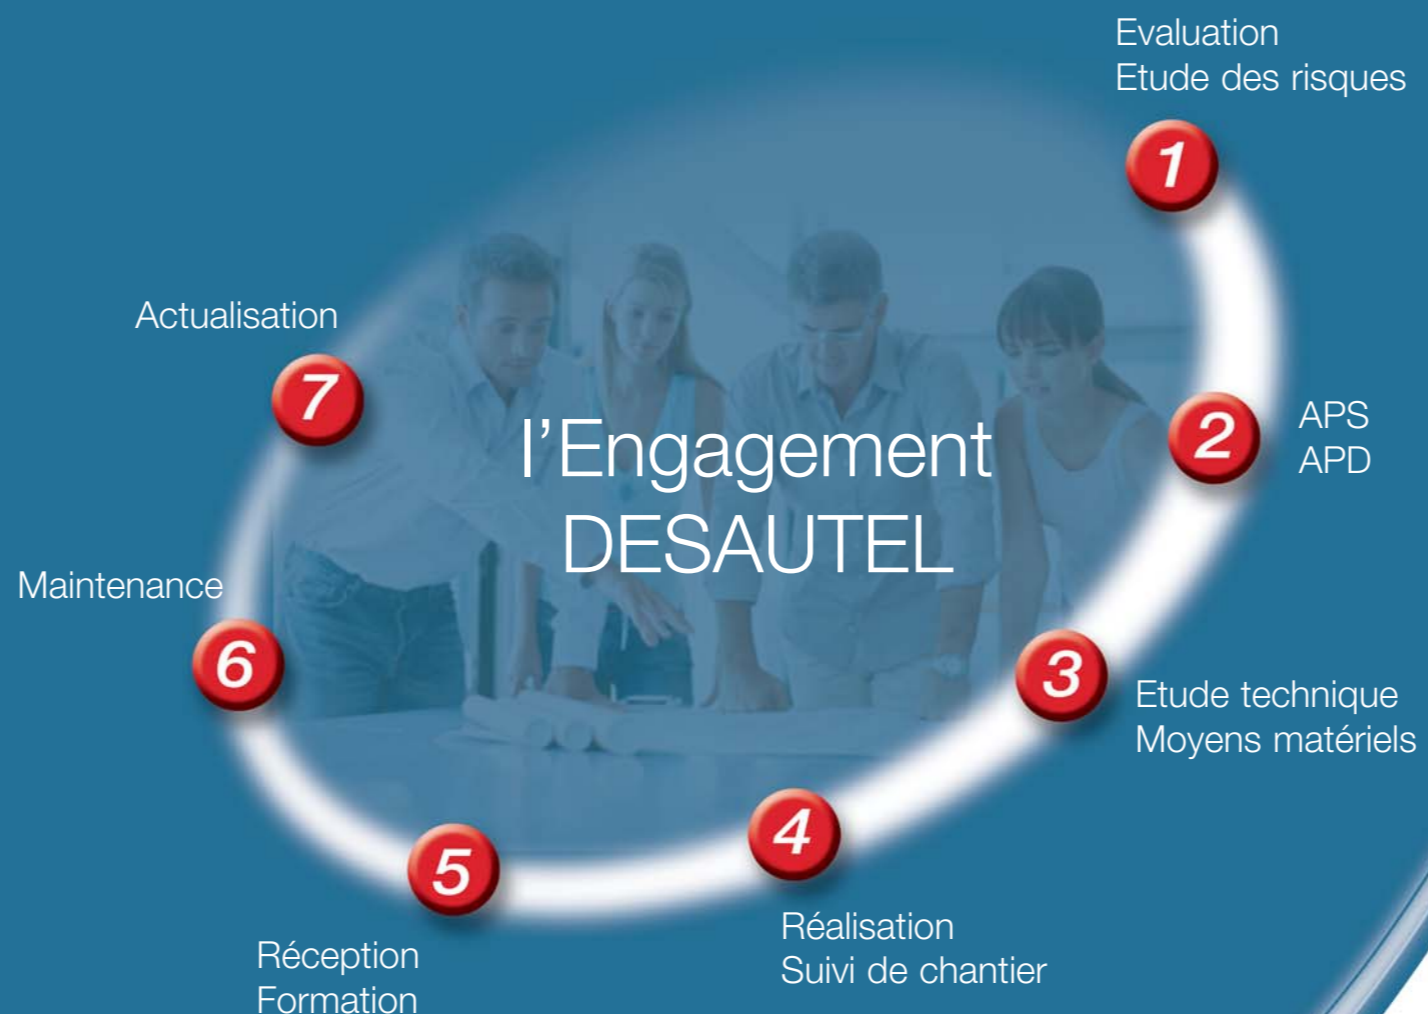 l’Engagement
DESAUTEL
1
Evaluation
Etude des risques
2
APS
APD
3
Etude technique
Moyens matériels
4
Réalisation
Suivi de chantier
5
Réception
Formation
6
Maintenance
7
Actualisation